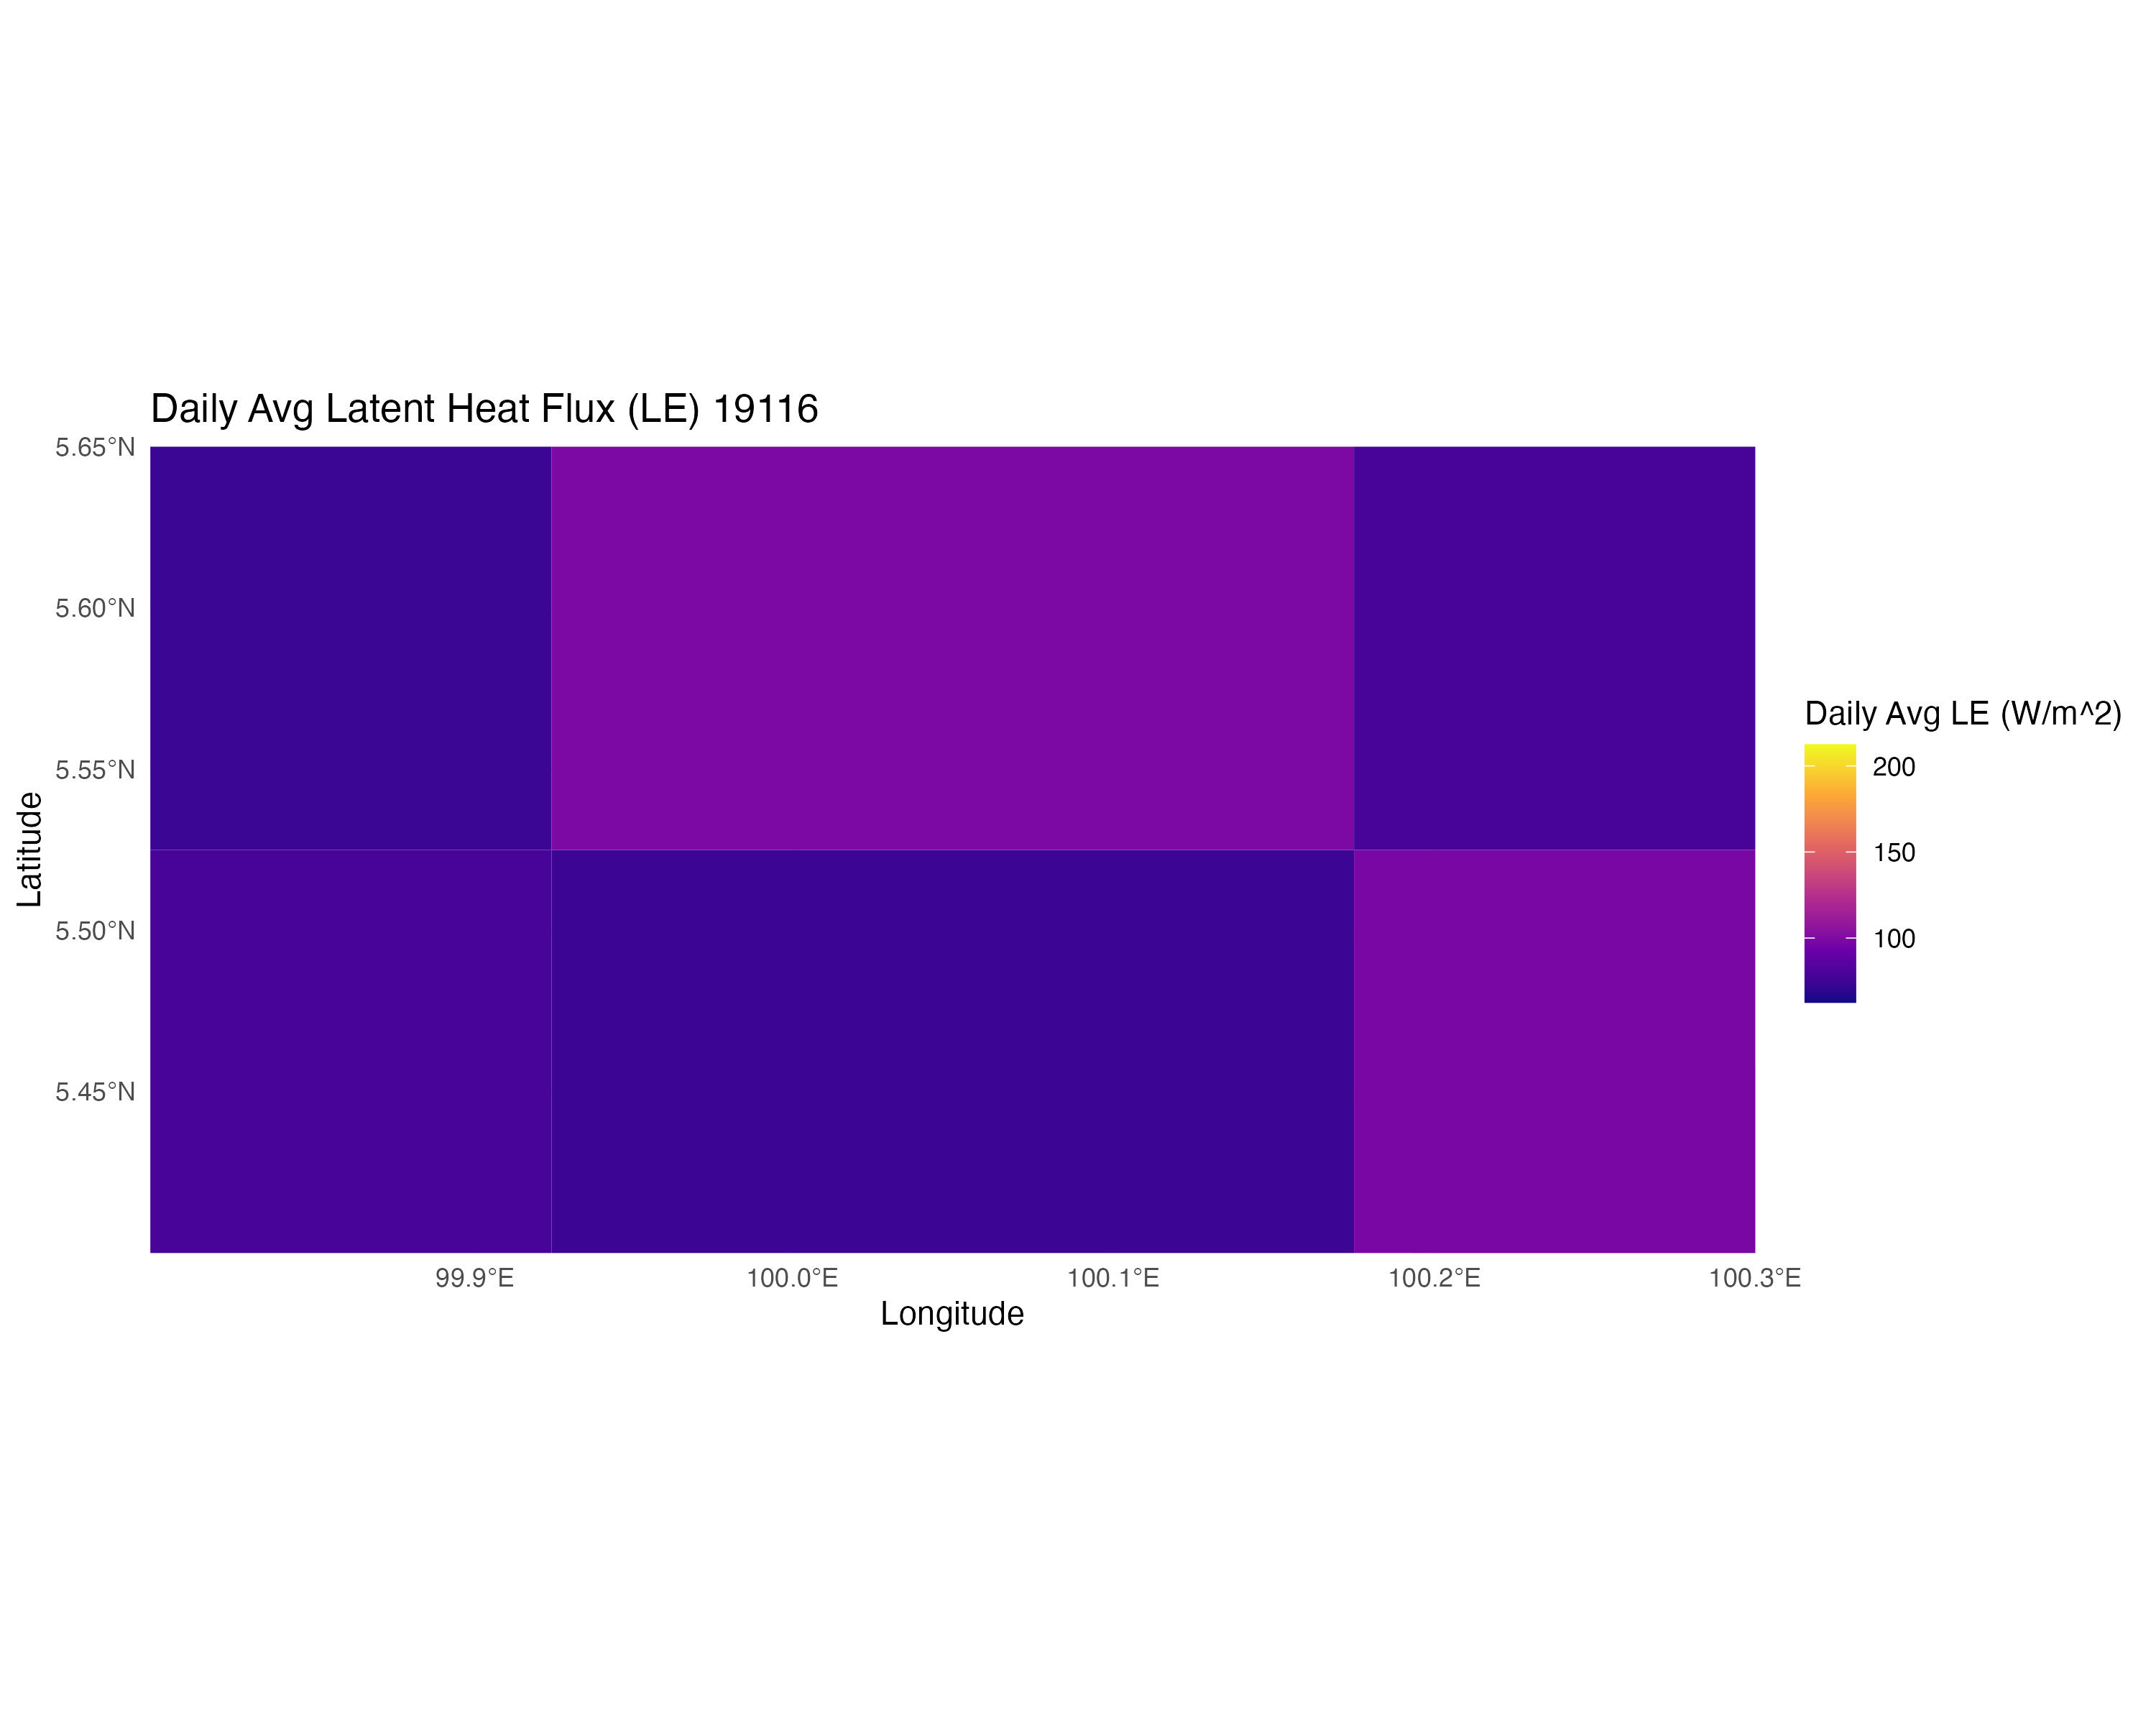 Daily Avg Latent Heat Flux (LE) 19116
5.65°N
5.60°N
5.55°N
5.50°N
5.45°N
Latitude
99.9°E
100.0°E
100.1°E
100.2°E
100.3°E
Longitude
Daily Avg LE (W/m^2)
200
150
100